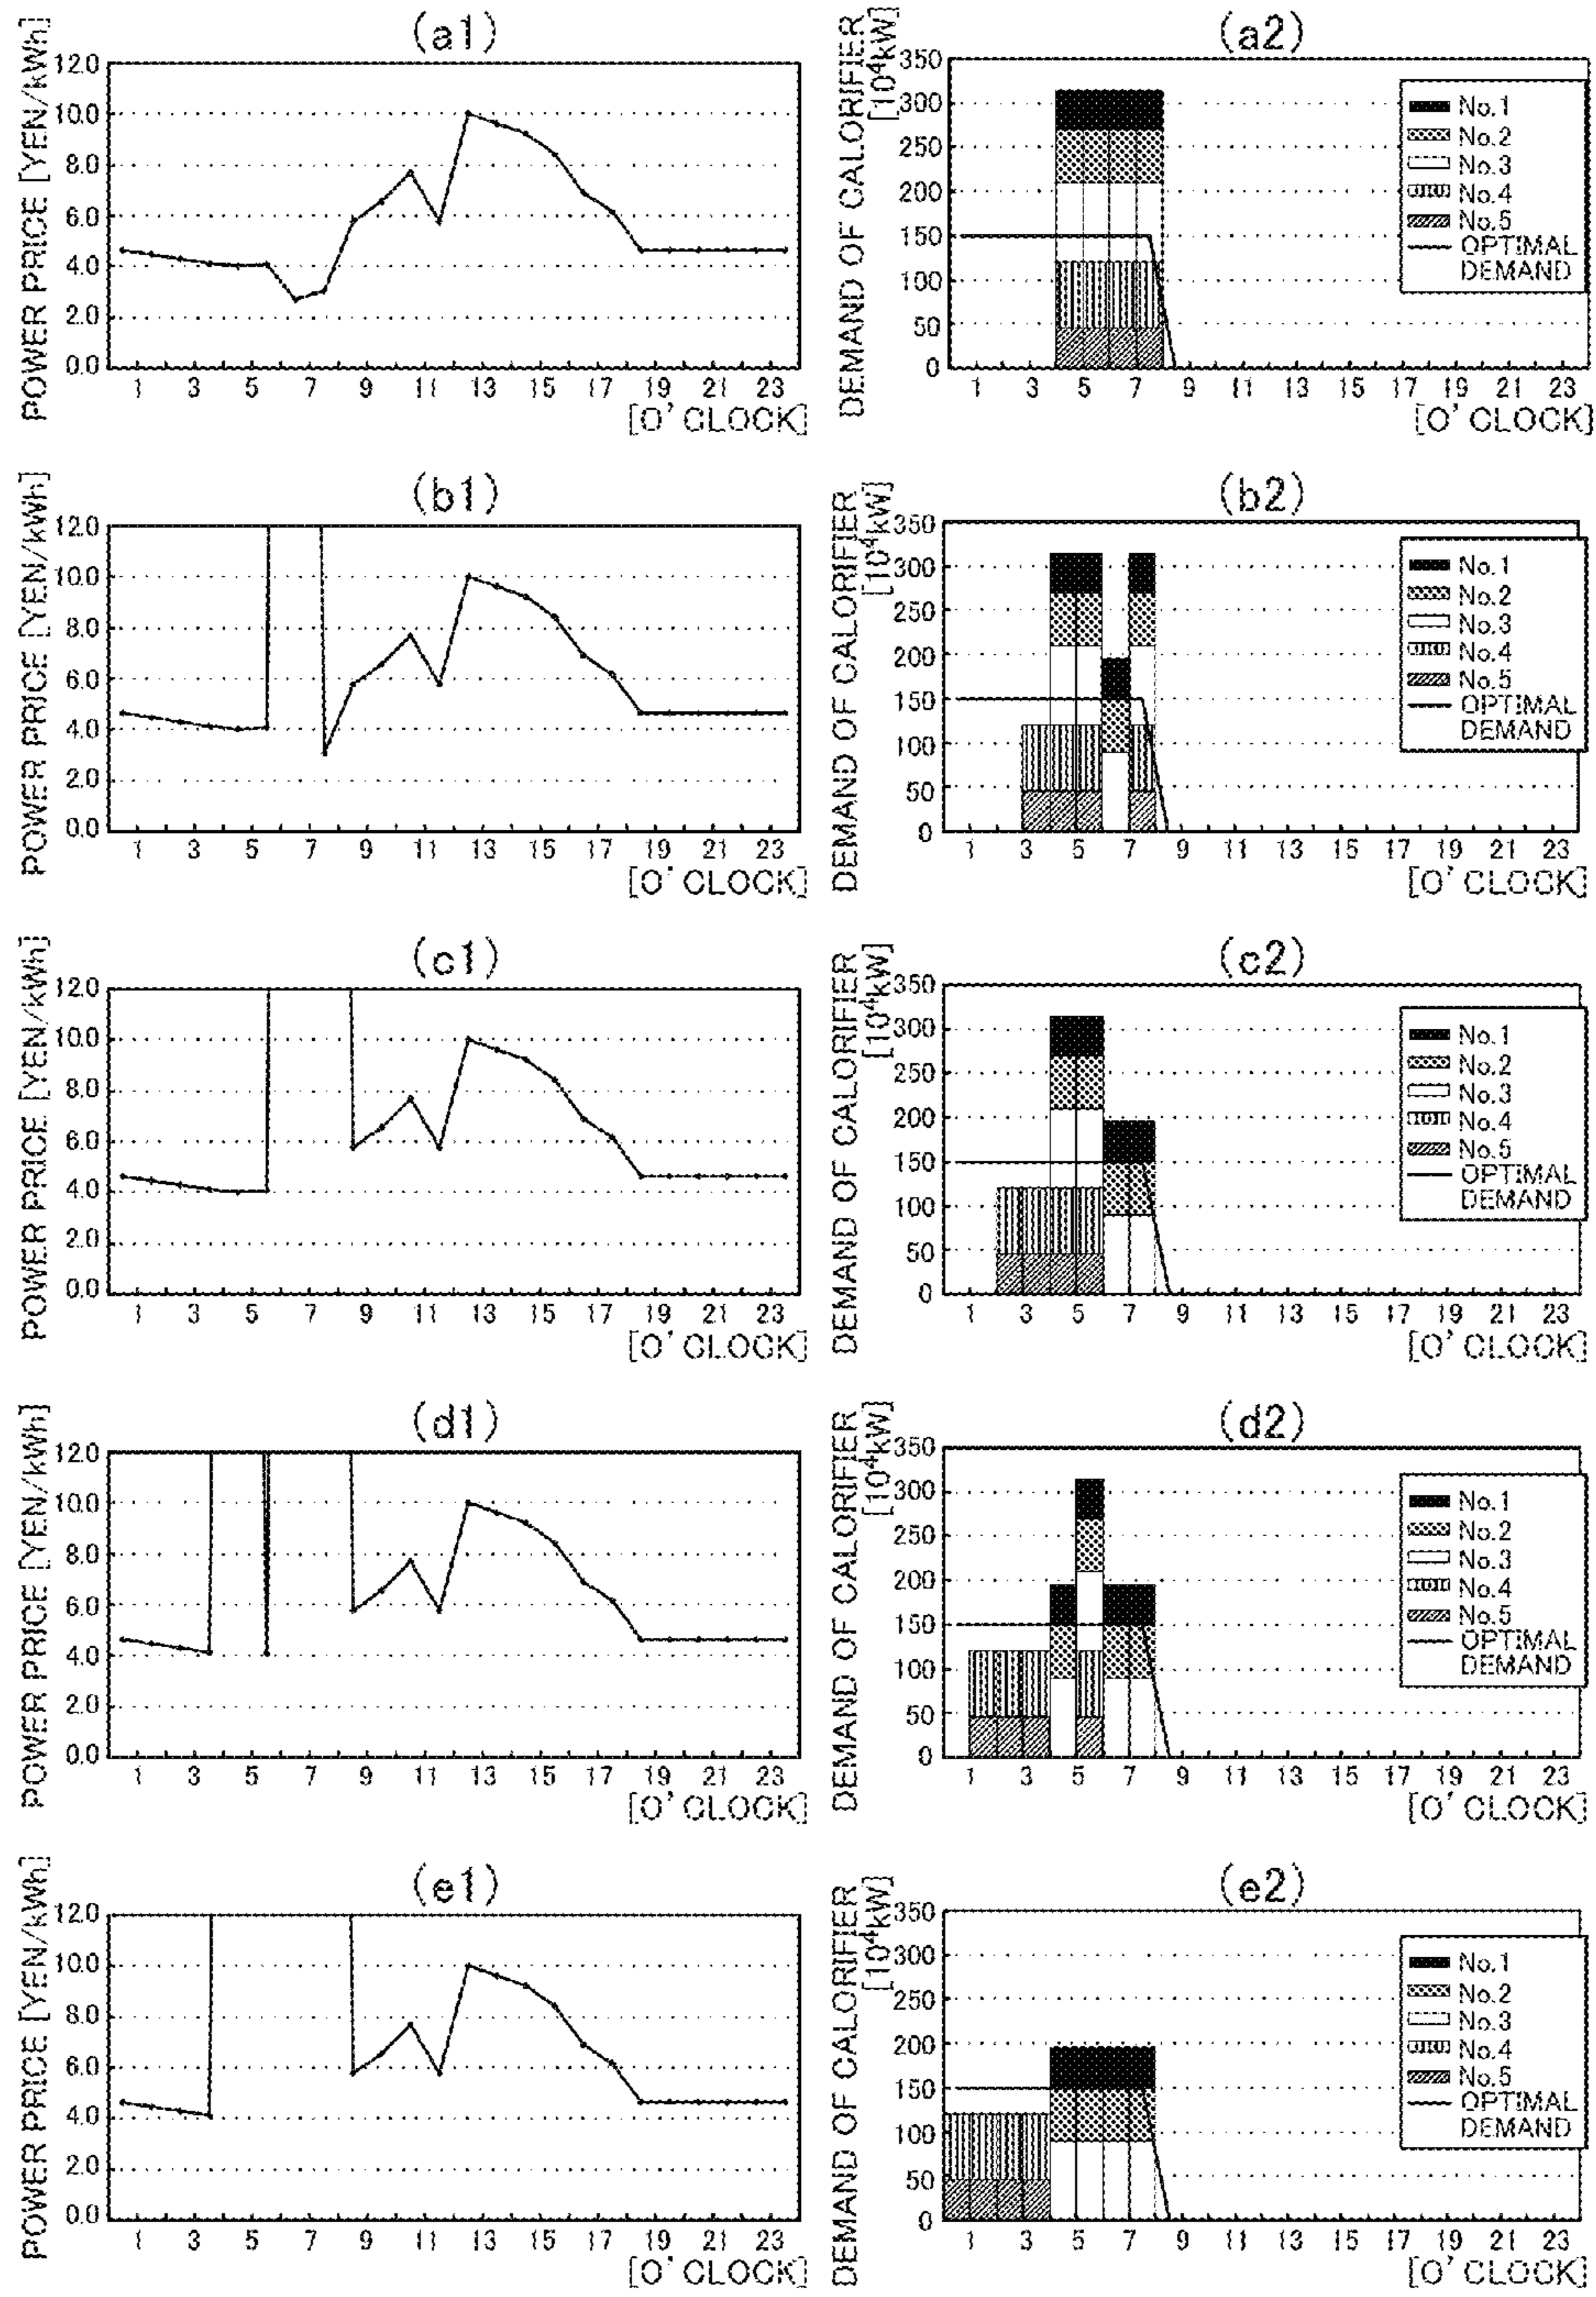 (a1)
POWER PRICE [YEN/kWh]
12.0
10.0
8.0
6.0
4.0
2.0
0.0
1 3 5 7 9 11 13 15 17 19 21 23
[O' CLOCK]
(a2)
DEMAND OF CALORIFIER
[10⁴kW]
350
300
250
200
150
100
50
0
1 3 5 7 9 11 13 15 17 19 21 23
[O' CLOCK]
No.1
No.2
No.3
No.4
No.5
OPTIMAL
DEMAND
(b1)
POWER PRICE [YEN/kWh]
12.0
10.0
8.0
6.0
4.0
2.0
0.0
1 3 5 7 9 11 13 15 17 19 21 23
[O' CLOCK]
(b2)
DEMAND OF CALORIFIER
[10⁴kW]
350
300
250
200
150
100
50
0
1 3 5 7 9 11 13 15 17 19 21 23
[O' CLOCK]
No.1
No.2
No.3
No.4
No.5
OPTIMAL
DEMAND
(c1)
POWER PRICE [YEN/kWh]
12.0
10.0
8.0
6.0
4.0
2.0
0.0
1 3 5 7 9 11 13 15 17 19 21 23
[O' CLOCK]
(c2)
DEMAND OF CALORIFIER
[10⁴kW]
350
300
250
200
150
100
50
0
1 3 5 7 9 11 13 15 17 19 21 23
[O' CLOCK]
No.1
No.2
No.3
No.4
No.5
OPTIMAL
DEMAND
(d1)
POWER PRICE [YEN/kWh]
12.0
10.0
8.0
6.0
4.0
2.0
0.0
1 3 5 7 9 11 13 15 17 19 21 23
[O' CLOCK]
(d2)
DEMAND OF CALORIFIER
[10⁴kW]
350
300
250
200
150
100
50
0
1 3 5 7 9 11 13 15 17 19 21 23
[O' CLOCK]
No.1
No.2
No.3
No.4
No.5
OPTIMAL
DEMAND
(e1)
POWER PRICE [YEN/kWh]
12.0
10.0
8.0
6.0
4.0
2.0
0.0
1 3 5 7 9 11 13 15 17 19 21 23
[O' CLOCK]
(e2)
DEMAND OF CALORIFIER
[10⁴kW]
350
300
250
200
150
100
50
0
1 3 5 7 9 11 13 15 17 19 21 23
[O' CLOCK]
No.1
No.2
No.3
No.4
No.5
OPTIMAL
DEMAND